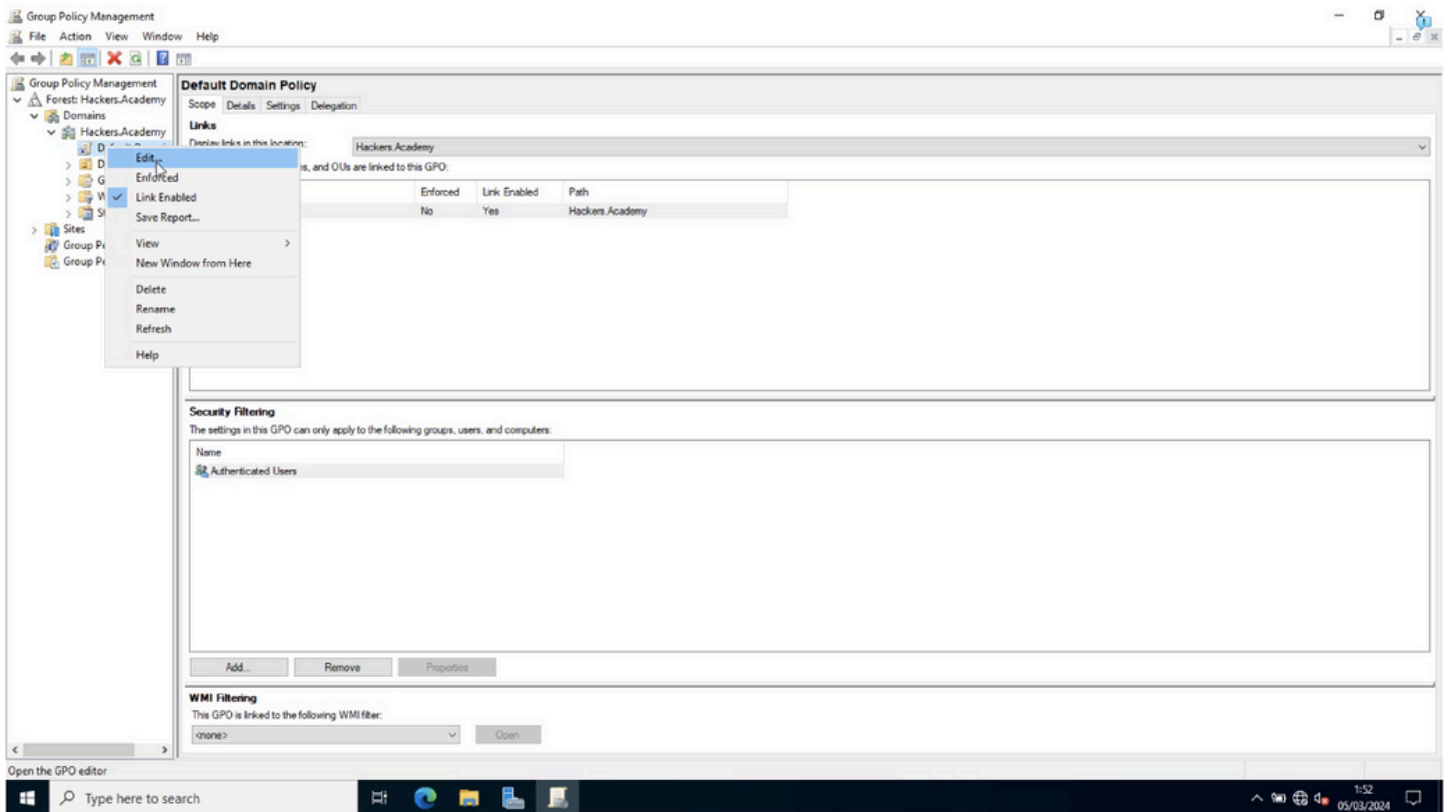 Group Policy Management
File Action View Window Help
Group Policy Management
Forest: Hackers.Academy
Domains
Hackers.Academy
Sites
Edit...
Enforced
Link Enabled
Save Report...
View
New Window from Here
Delete
Rename
Refresh
Help
Default Domain Policy
Scope Details Settings Delegation
Links
Display links in this location: Hackers.Academy
, and OUs are linked to this GPO:
Enforced Link Enabled Path
No Yes Hackers.Academy
Security Filtering
The settings in this GPO can only apply to the following groups, users, and computers:
Name
Authenticated Users
Add... Remove Properties
WMI Filtering
This GPO is linked to the following WMI filter:
<none> Open
Open the GPO editor
Type here to search
1:52
05/03/2024